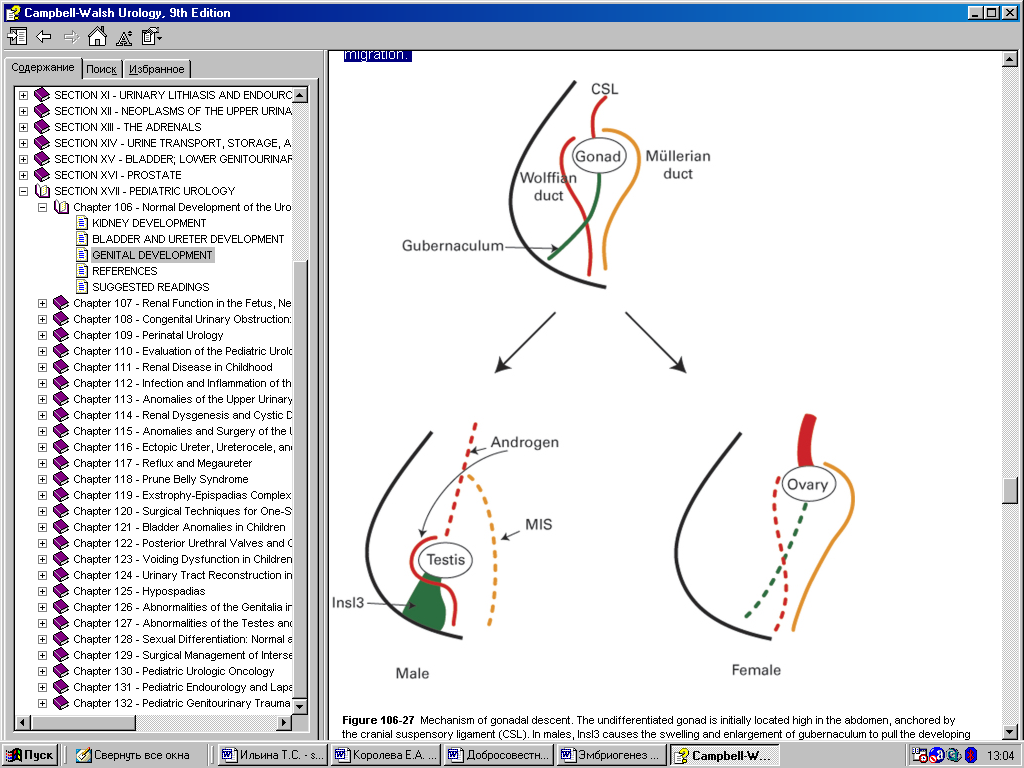 Campbell-Walsh Urology, 9th Edition
Содержание
Поиск
Избранное
SECTION XI - URINARY LITHIASIS AND ENDOURC
SECTION XII - NEOPLASMS OF THE UPPER URINA
SECTION XIII - THE ADRENALS
SECTION XIV - URINE TRANSPORT, STORAGE, A
SECTION XV - BLADDER; LOWER GENITOURINAR
SECTION XVI - PROSTATE
SECTION XVII - PEDIATRIC UROLOGY
Chapter 106 - Normal Development of the Uro
KIDNEY DEVELOPMENT
BLADDER AND URETER DEVELOPMENT
GENITAL DEVELOPMENT
REFERENCES
SUGGESTED READINGS
Chapter 107 - Renal Function in the Fetus, Ne
Chapter 108 - Congenital Urinary Obstruction:
Chapter 109 - Perinatal Urology
Chapter 110 - Evaluation of the Pediatric Urolo
Chapter 111 - Renal Disease in Childhood
Chapter 112 - Infection and Inflammation of th
Chapter 113 - Anomalies of the Upper Urinary
Chapter 114 - Renal Dysgenesis and Cystic D
Chapter 115 - Anomalies and Surgery of the U
Chapter 116 - Ectopic Ureter, Ureterocele, and
Chapter 117 - Reflux and Megaureter
Chapter 118 - Prune Belly Syndrome
Chapter 119 - Exstrophy-Epispadias Complex
Chapter 120 - Surgical Techniques for One-S
Chapter 121 - Bladder Anomalies in Children
Chapter 122 - Posterior Urethral Valves and O
Chapter 123 - Voiding Dysfunction in Children
Chapter 124 - Urinary Tract Reconstruction in
Chapter 125 - Hypospadias
Chapter 126 - Abnormalities of the Genitalia in
Chapter 127 - Abnormalities of the Testes and
Chapter 128 - Sexual Differentiation: Normal a
Chapter 129 - Surgical Management of Interse
Chapter 130 - Pediatric Urologic Oncology
Chapter 131 - Pediatric Endourology and Lapa
Chapter 132 - Pediatric Genitourinary Trauma
migration.
CSL
Gonad
Müllerian
duct
Wolffian
duct
Gubernaculum
Androgen
MIS
Testis
Insl3
Male
Ovary
Female
Figure 106-27 Mechanism of gonadal descent. The undifferentiated gonad is initially located high in the abdomen, anchored by
the cranial suspensory ligament (CSL). In males, Insl3 causes the swelling and enlargement of gubernaculum to pull the developing
Пуск
Свернуть все окна
Ильина Т.С. - s...
Королева Е.А. ...
Добросовестн...
Эмбриогенез ...
Campbell-W...
13:04